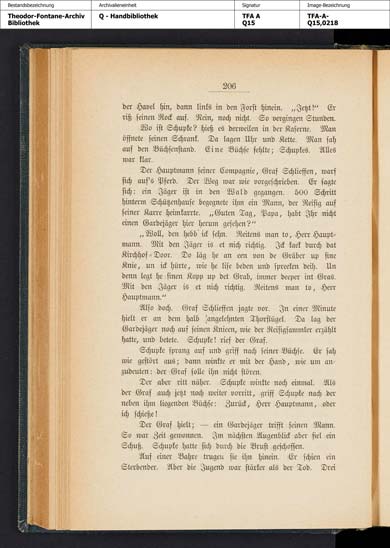 Bestandsbezeichnung Archivalieneinheit Signatur Image-Bezeichnung
Theodor-Fontane-Archiv Q - Handbibliothek TFA A TFA-A-
Bibliothek Q15 Q15,0218
206
der Havel hin, dann links in den Forst hinein. „Jetzt!“ Er
riß seinen Rock auf. Nein, noch nicht. So vergingen Stunden.
Wo ist Schupke? hieß es derweilen in der Kaserne. Man
öffnete seinen Schrank. Da lagen Uhr und Kette. Man sah
auf den Büchsenstand. Eine Büchse fehlte; Schupkes. Alles
war klar.
Der Hauptmann seiner Compagnie, Graf Schlieffen, warf
sich auf's Pferd. Der Weg war wie vorgeschrieben. Er sagte
sich: ein Jäger ist in den Wald gegangen. 500 Schritt
hinterm Schützenhause begegnete ihm ein Mann, der Reisig auf
seiner Karre heimkarrte. „Guten Tag, Papa, habt Ihr nicht
einen Gardejäger hier herum gesehen?“
„Woll, den hebb ick sehn. Reitens man to, Herr Haupt-
mann. Mit den Jäger is et nich richtig. Ick kaek durch dat
Kirchhof-Door. Do läg he an een von de Gräber up fine
Knie, un ick hürte, wie he life beden und spreeken deih. Un
denn legt he sinen Kopp up det Grab, immer deeper int Gras.
Mit den Jäger is et nich richtig. Reitens man to, Herr
Hauptmann.“
Also doch. Graf Schlieffen jagte vor. In einer Minute
hielt er an dem halb angelehnten Thorflügel. Da lag der
Gardejäger noch auf seinen Knieen, wie der Reisigsammler erzählt
hatte, und betete. Schupke! rief der Graf.
Schupke sprang auf und griff nach seiner Büchse. Er sah
wie gestört aus; dann winkte er mit der Hand, wie um an-
zudeuten: der Graf solle ihn nicht stören.
Der aber ritt näher. Schupke winkte noch einmal. Als
der Graf auch jetzt noch weiter vorritt, griff Schupke nach der
neben ihm liegenden Büchse: Zurück, Herr Hauptmann, oder
ich schieße!
Der Graf hielt; — ein Gardejäger trifft seinen Mann.
So war Zeit gewonnen. Im nächsten Augenblick aber fiel ein
Schuß. Schupke hatte sich durch die Brust geschossen.
Auf einer Bahre trugen sie ihn hinein. Er schien ein
Sterbender. Aber die Jugend war stärker als der Tod. Drei